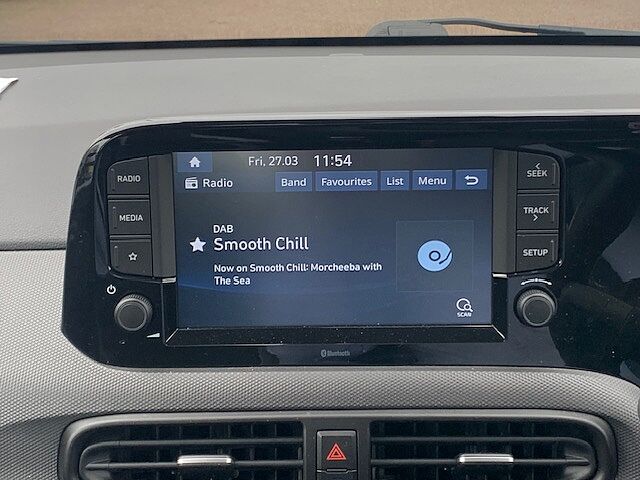 Fri, 27.03 11:54
Radio Band Favourites List Menu
DAB
Smooth Chill
Now on Smooth Chill: Morcheeba with
The Sea
SCAN
RADIO
MEDIA
SEEK
TRACK
SETUP
Bluetooth